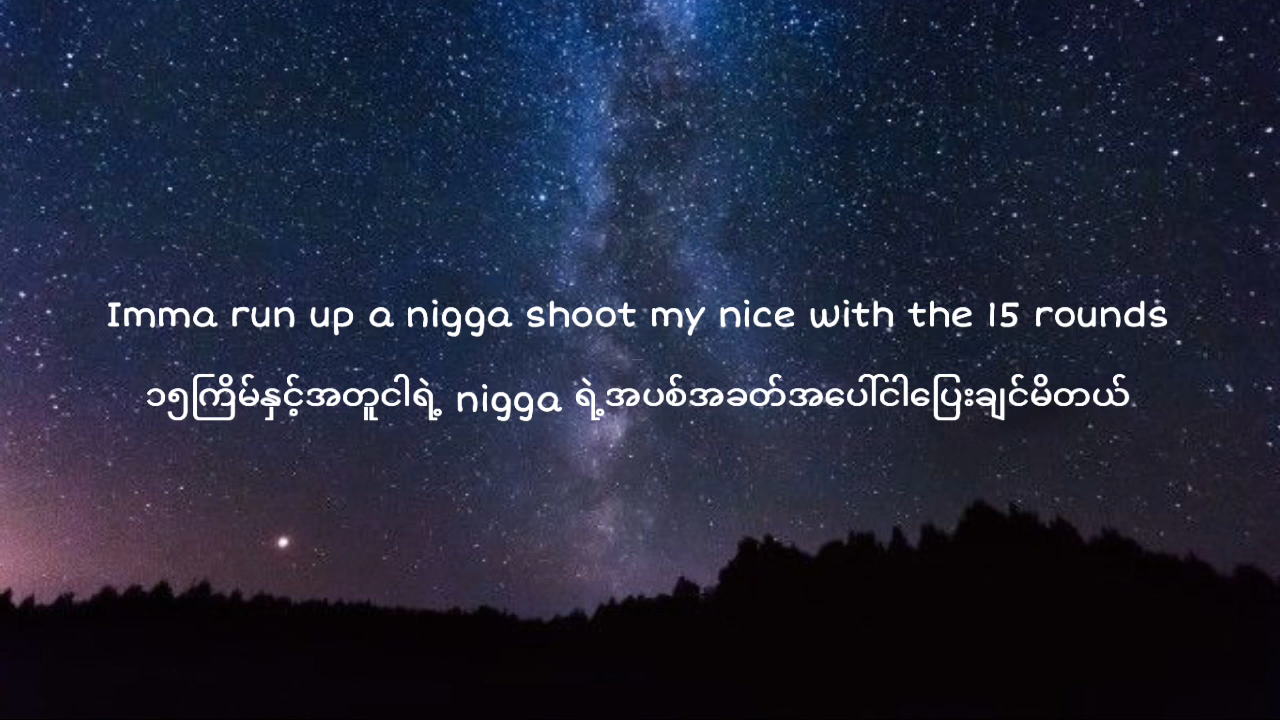 Imma run up a nigga shoot my nice with the 15 rounds
၁၅ကြိမ်နှင့်အတူငါရဲ့ nigga ရဲ့အပစ်အခတ်အပေါ်ငါပြေးချင်မိတယ်